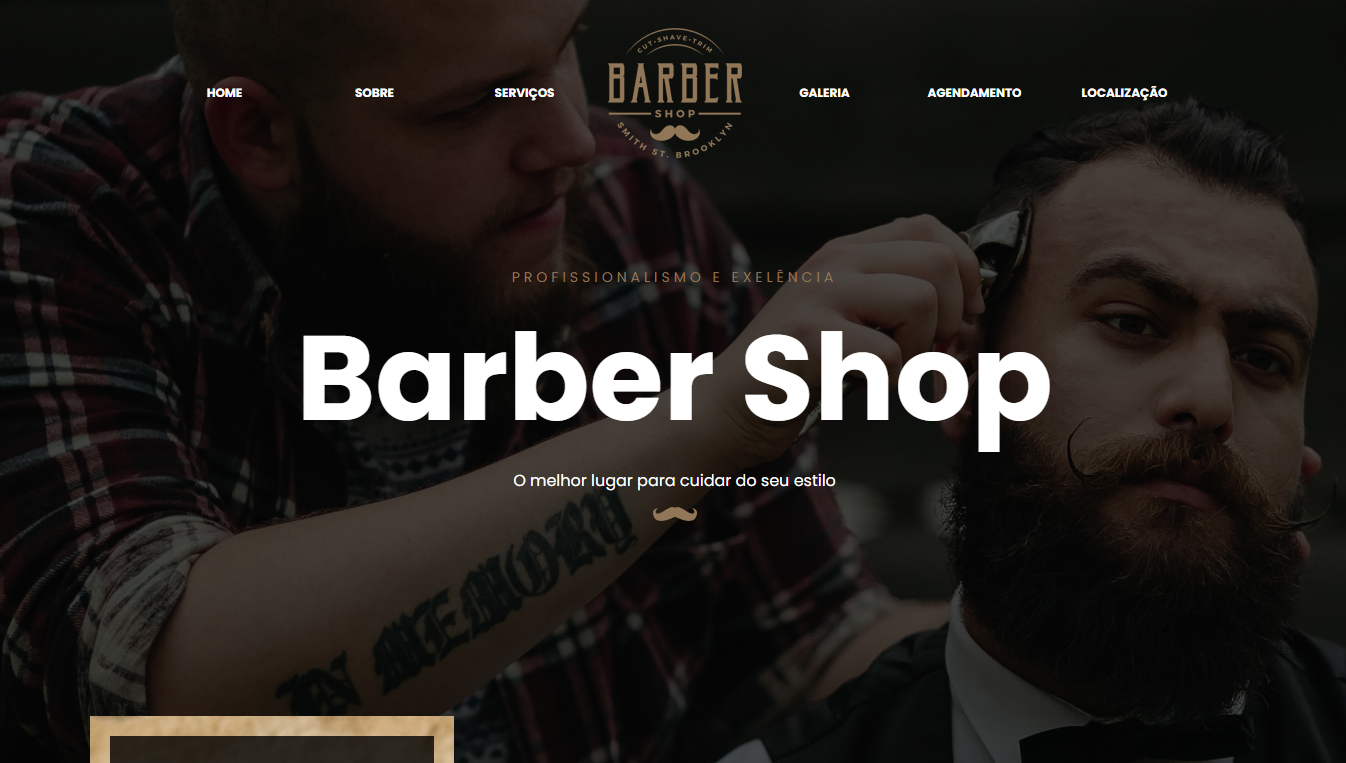 CUT•SHAVE•TRIM
BARBER
SHOP
SMITH ST. BROOKLYN
HOME
SOBRE
SERVIÇOS
GALERIA
AGENDAMENTO
LOCALIZAÇÃO
PROFISSIONALISMO E EXELÊNCIA
Barber Shop
O melhor lugar para cuidar do seu estilo
IN MEMORY